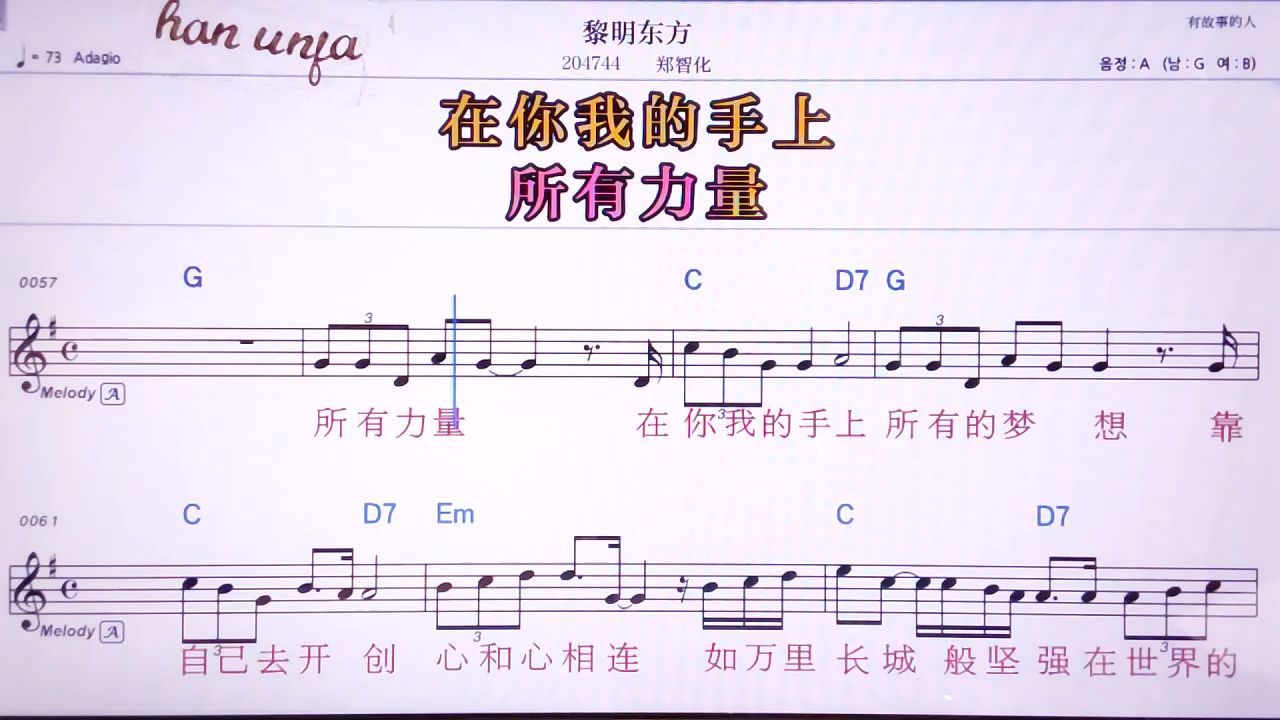 han unfa
黎明东方
有故事的人
♩= 73 Adagio
204744 郑智化
음정:A (남:G 여:B)
在你我的手上
所有力量
G C D7 G
0057
3 3
Melody A
3
所有力量 在你我的手上 所有的梦 想 靠
C D7 Em C D7
0061
Melody A
3 3 3
自己去开 创 心和心相连 如万里长城 般坚强在世界的